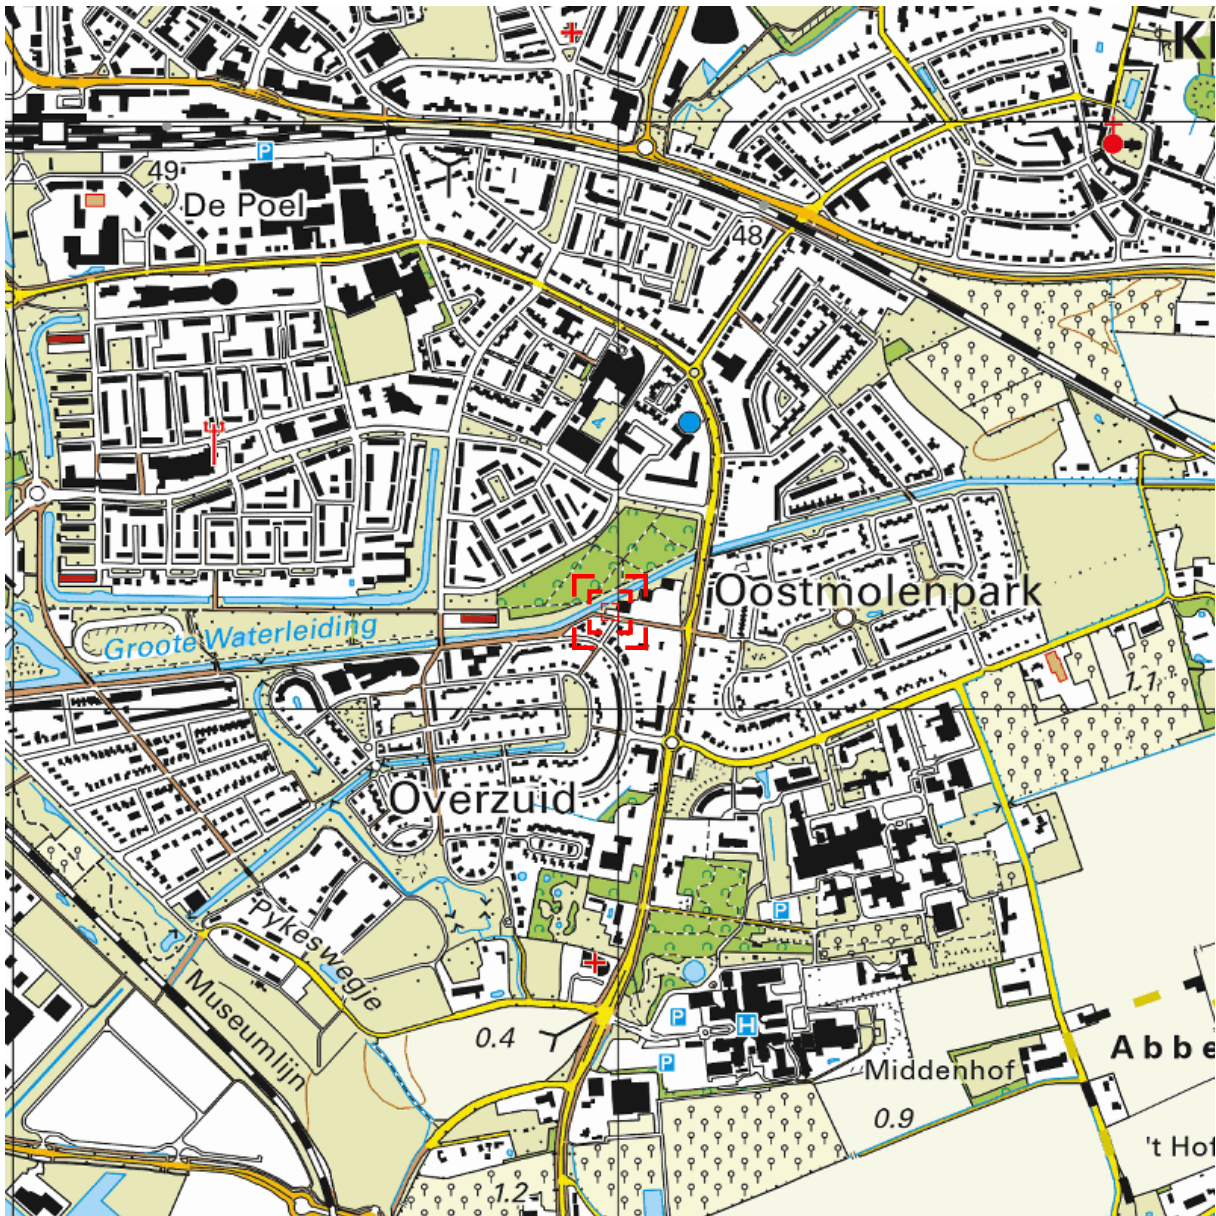 Kl
P
49
De Poel
48
Oostmolenpark
Groote Waterleiding
1.1
Overzuid
P
Pykeswegje
Museumlijn
0.4
P
H
P
Abbe
Middenhof
0.9
't Hof
1.2